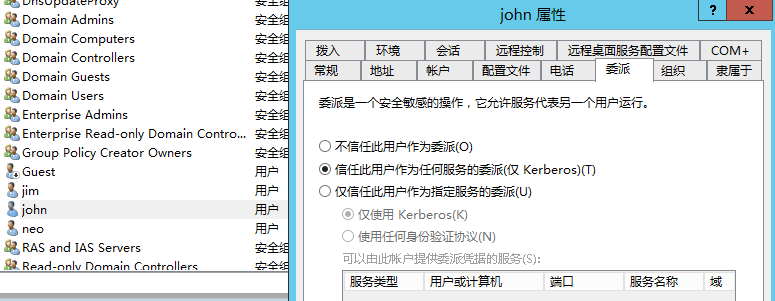 DnsUpdateProxy 安全组
Domain Admins 安全组
Domain Computers 安全组
Domain Controllers 安全组
Domain Guests 安全组
Domain Users 安全组
Enterprise Admins 安全组
Enterprise Read-only Domain Contro... 安全组
Group Policy Creator Owners 安全组
Guest 用户
jim 用户
john 用户
neo 用户
RAS and IAS Servers 安全组
Read-only Domain Controllers 安全组
john 属性
? x
拨入 环境 会话 远程控制 远程桌面服务配置文件 COM+
常规 地址 帐户 配置文件 电话 委派 组织 隶属于
委派是一个安全敏感的操作，它允许服务代表另一个用户运行。
不信任此用户作为委派(O)
信任此用户作为任何服务的委派(仅 Kerberos)(T)
仅信任此用户作为指定服务的委派(U)
仅使用 Kerberos(K)
使用任何身份验证协议(N)
可以由此帐户提供委派凭据的服务(S):
服务类型 用户或计算机 端口 服务名称 域